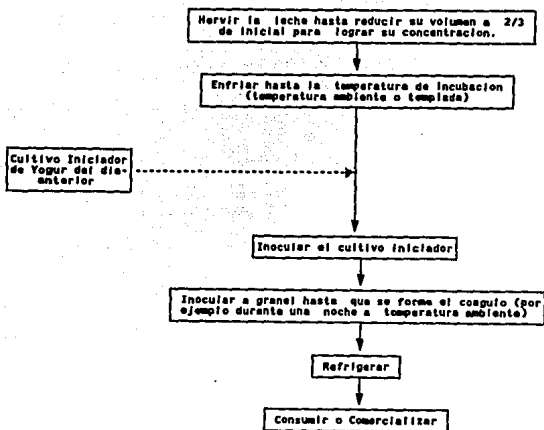 Hervir la leche hasta reducir su volumen a 2/3
de inicial para lograr su concentracion.
Enfriar hasta la temperatura de incubacion
(temperatura ambiente o templada)
Cultivo Iniciador
de Yogur del dia-
anterior
Inocular el cultivo iniciador
Inocular a granel hasta que se forme el coagulo (por
ejemplo durante una noche a temperatura ambiente)
Refrigerar
Consumir o Comercializar